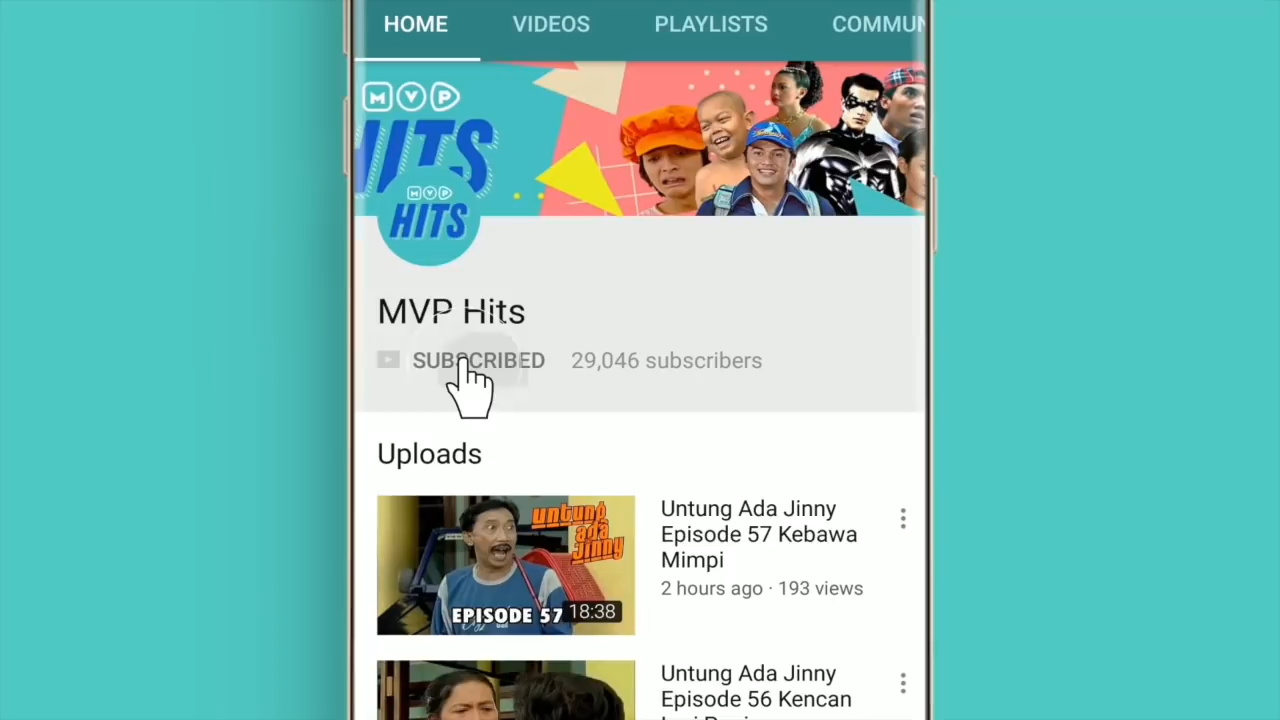 HOME VIDEOS PLAYLISTS COMMUN
MVP
HITS
MVP
HITS
MVP Hits
SUBSCRIBED 29,046 subscribers
Uploads
untung
ada
Jinny
EPISODE 57
18:38
Untung Ada Jinny
Episode 57 Kebawa
Mimpi
2 hours ago · 193 views
Untung Ada Jinny
Episode 56 Kencan